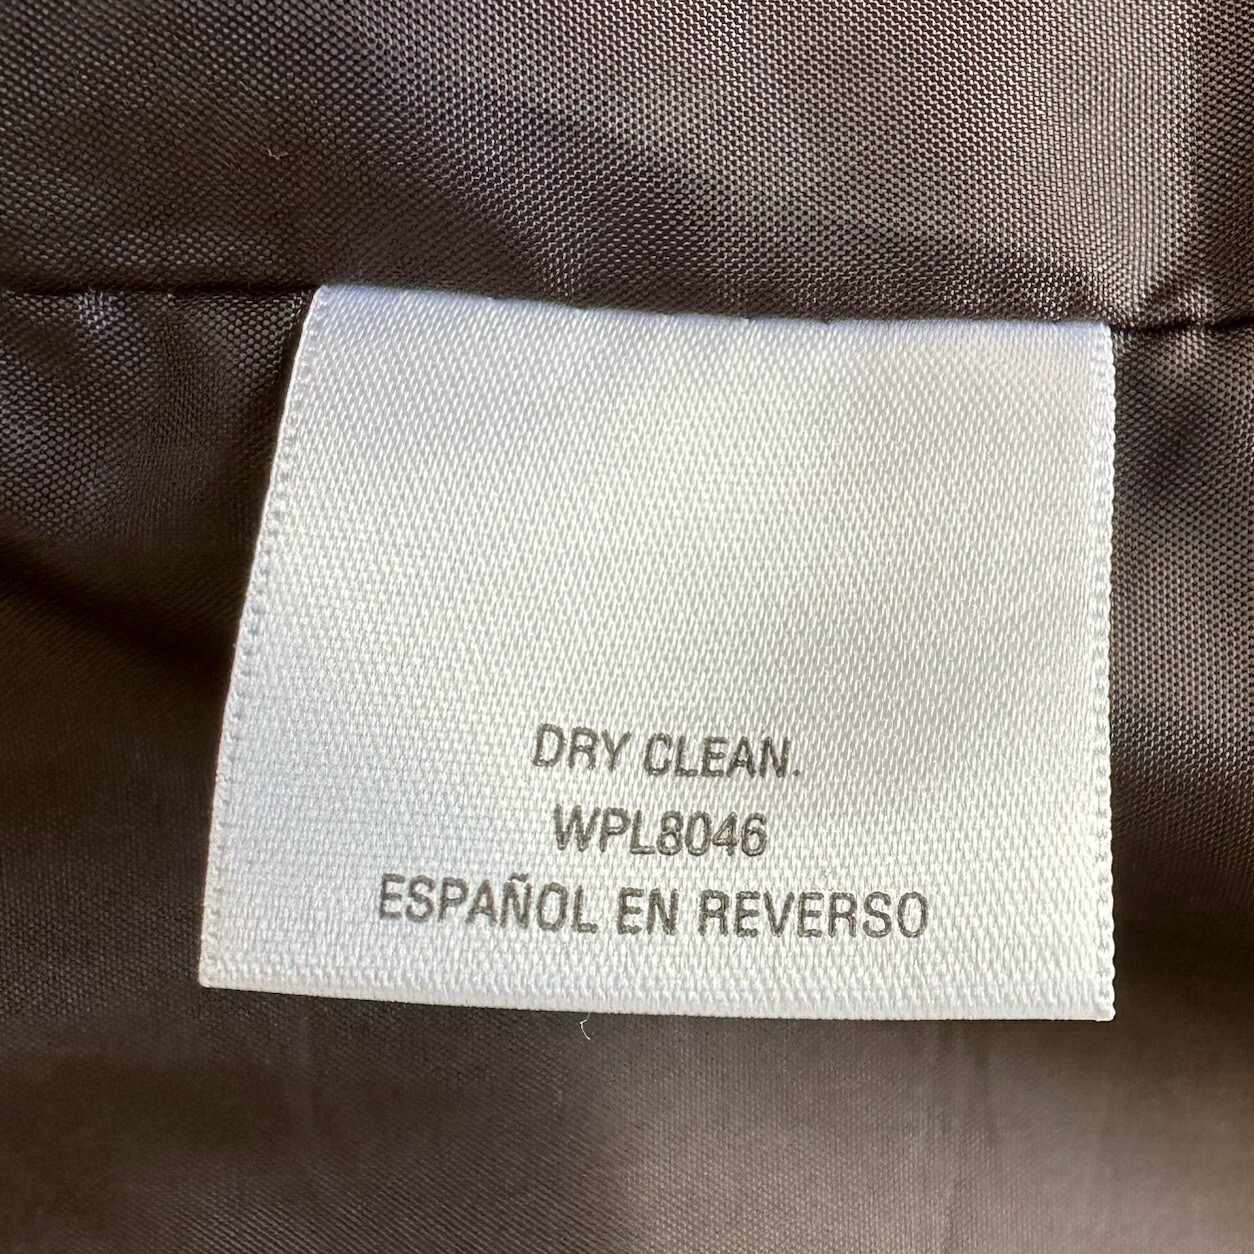 DRY CLEAN.
WPL8046
ESPAÑOL EN REVERSO